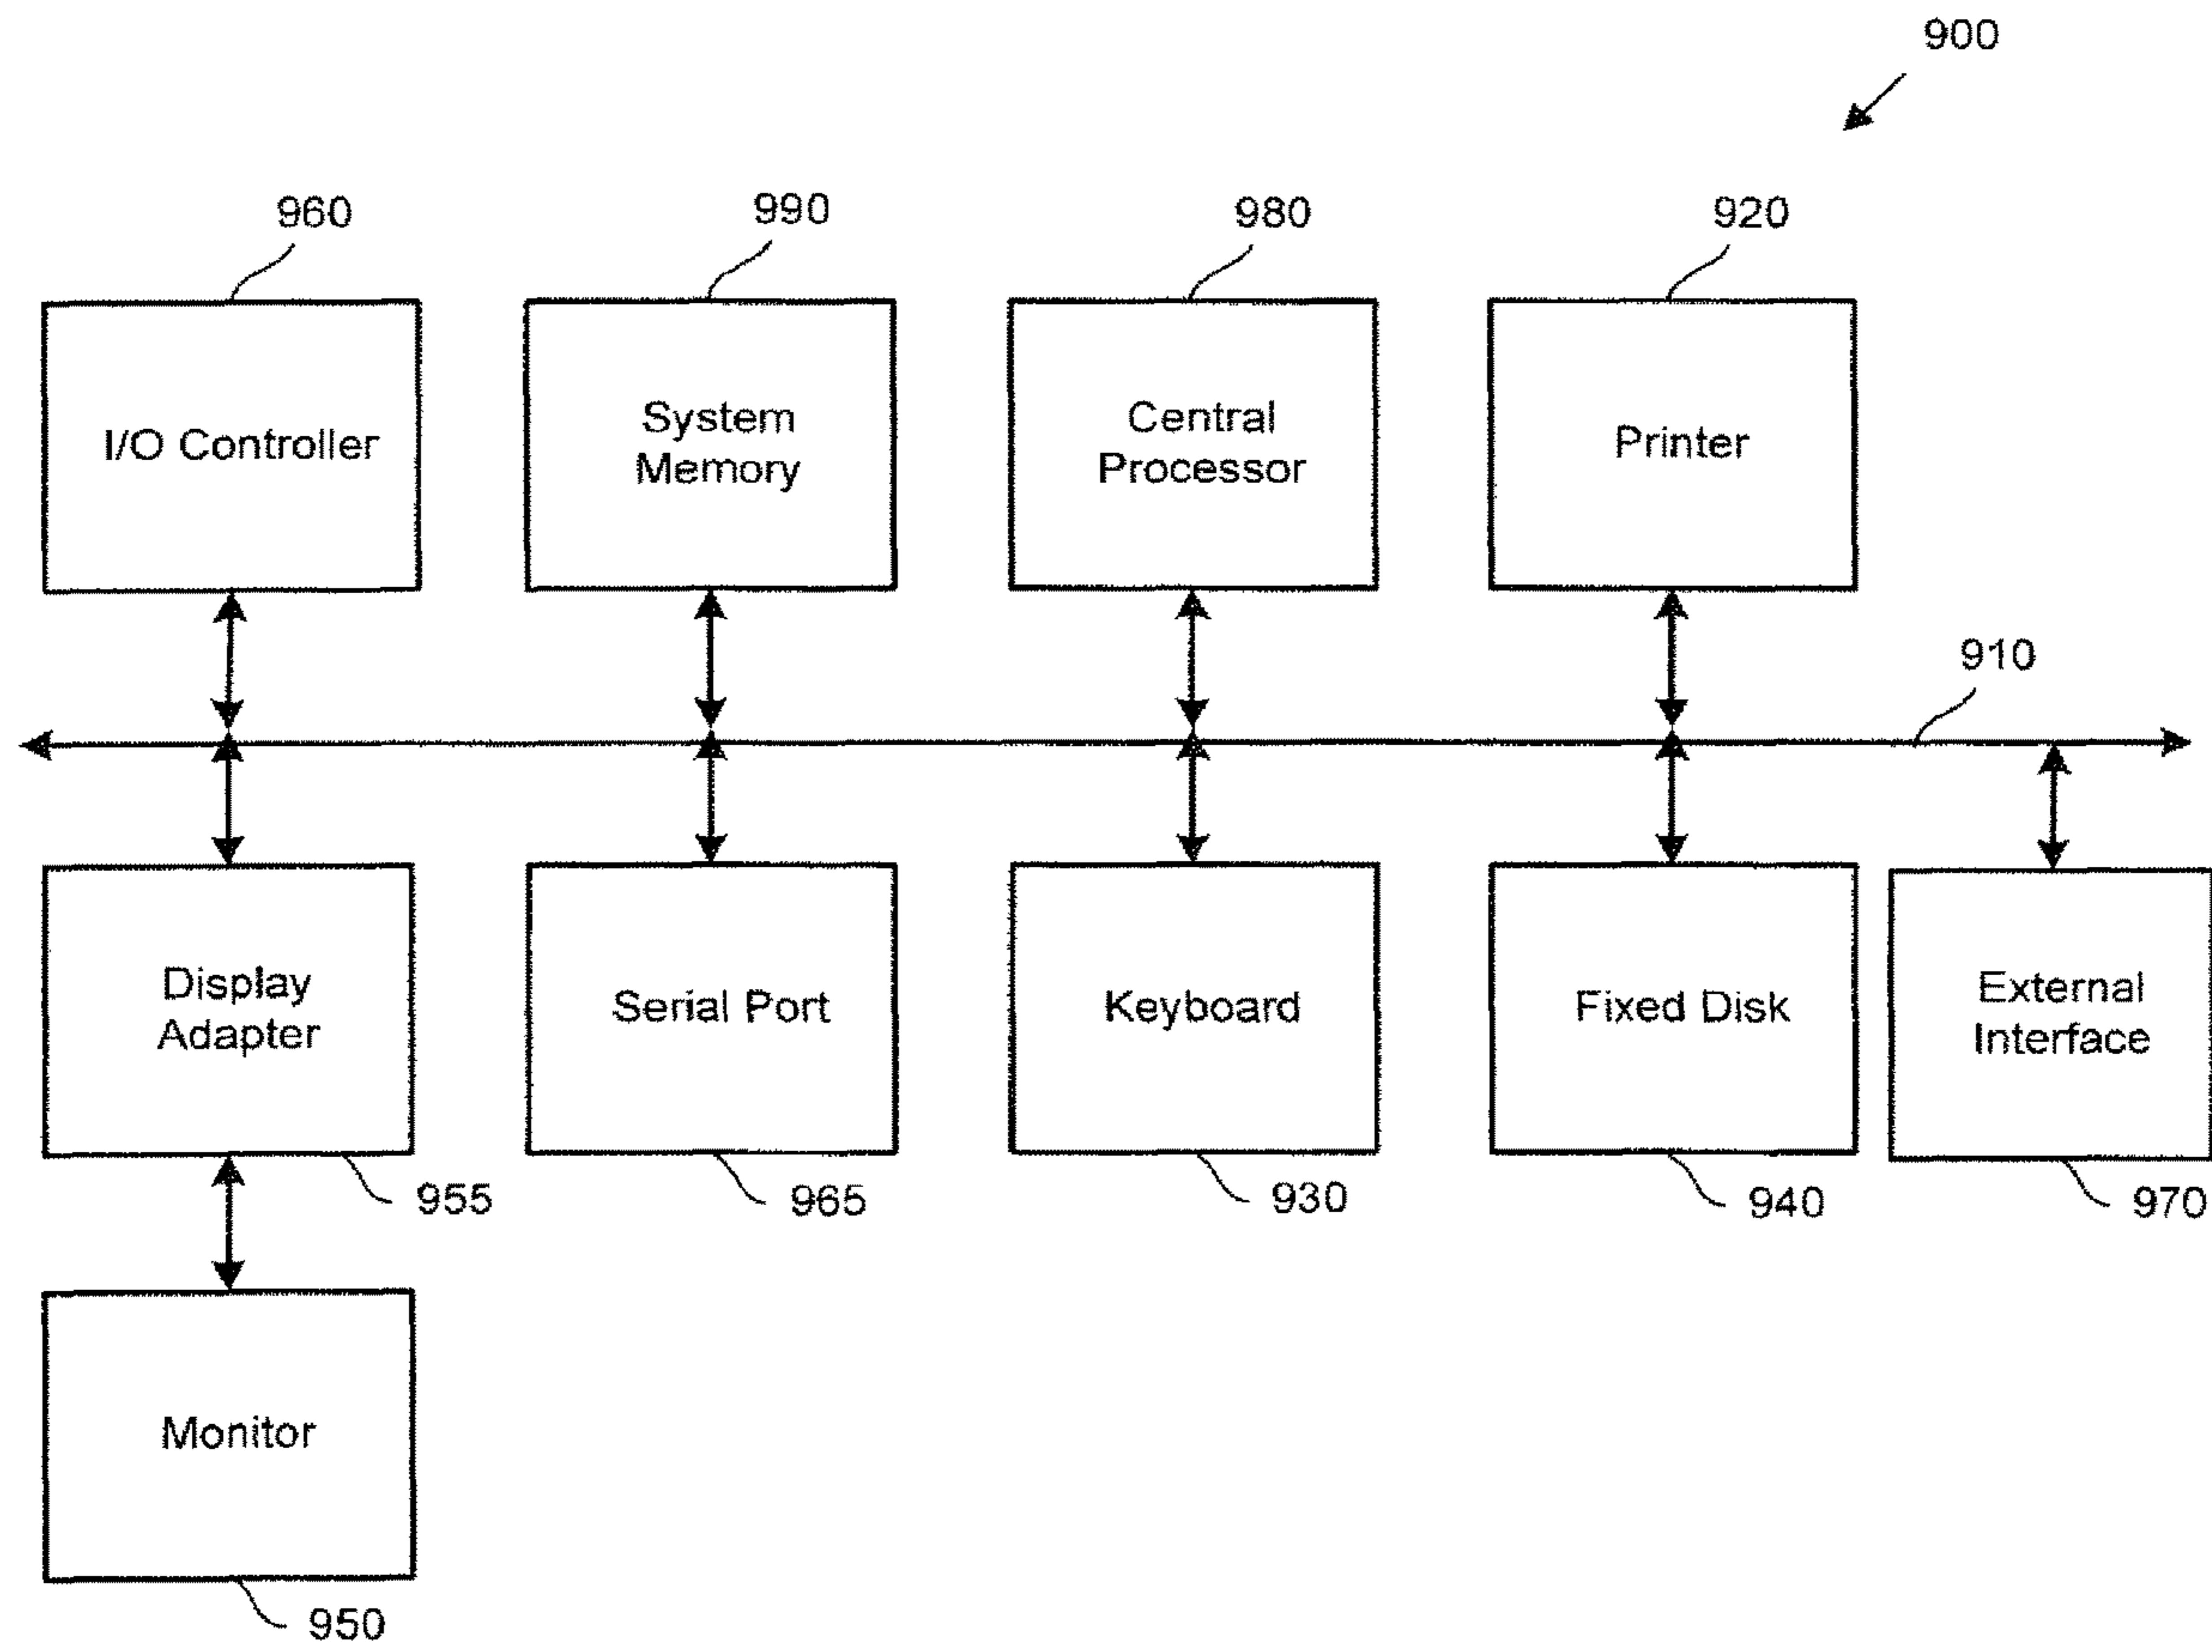 900
960
990
980
920
I/O Controller
System
Memory
Central
Processor
Printer
910
Display
Adapter
Serial Port
Keyboard
Fixed Disk
External
Interface
955
965
930
940
970
Monitor
950